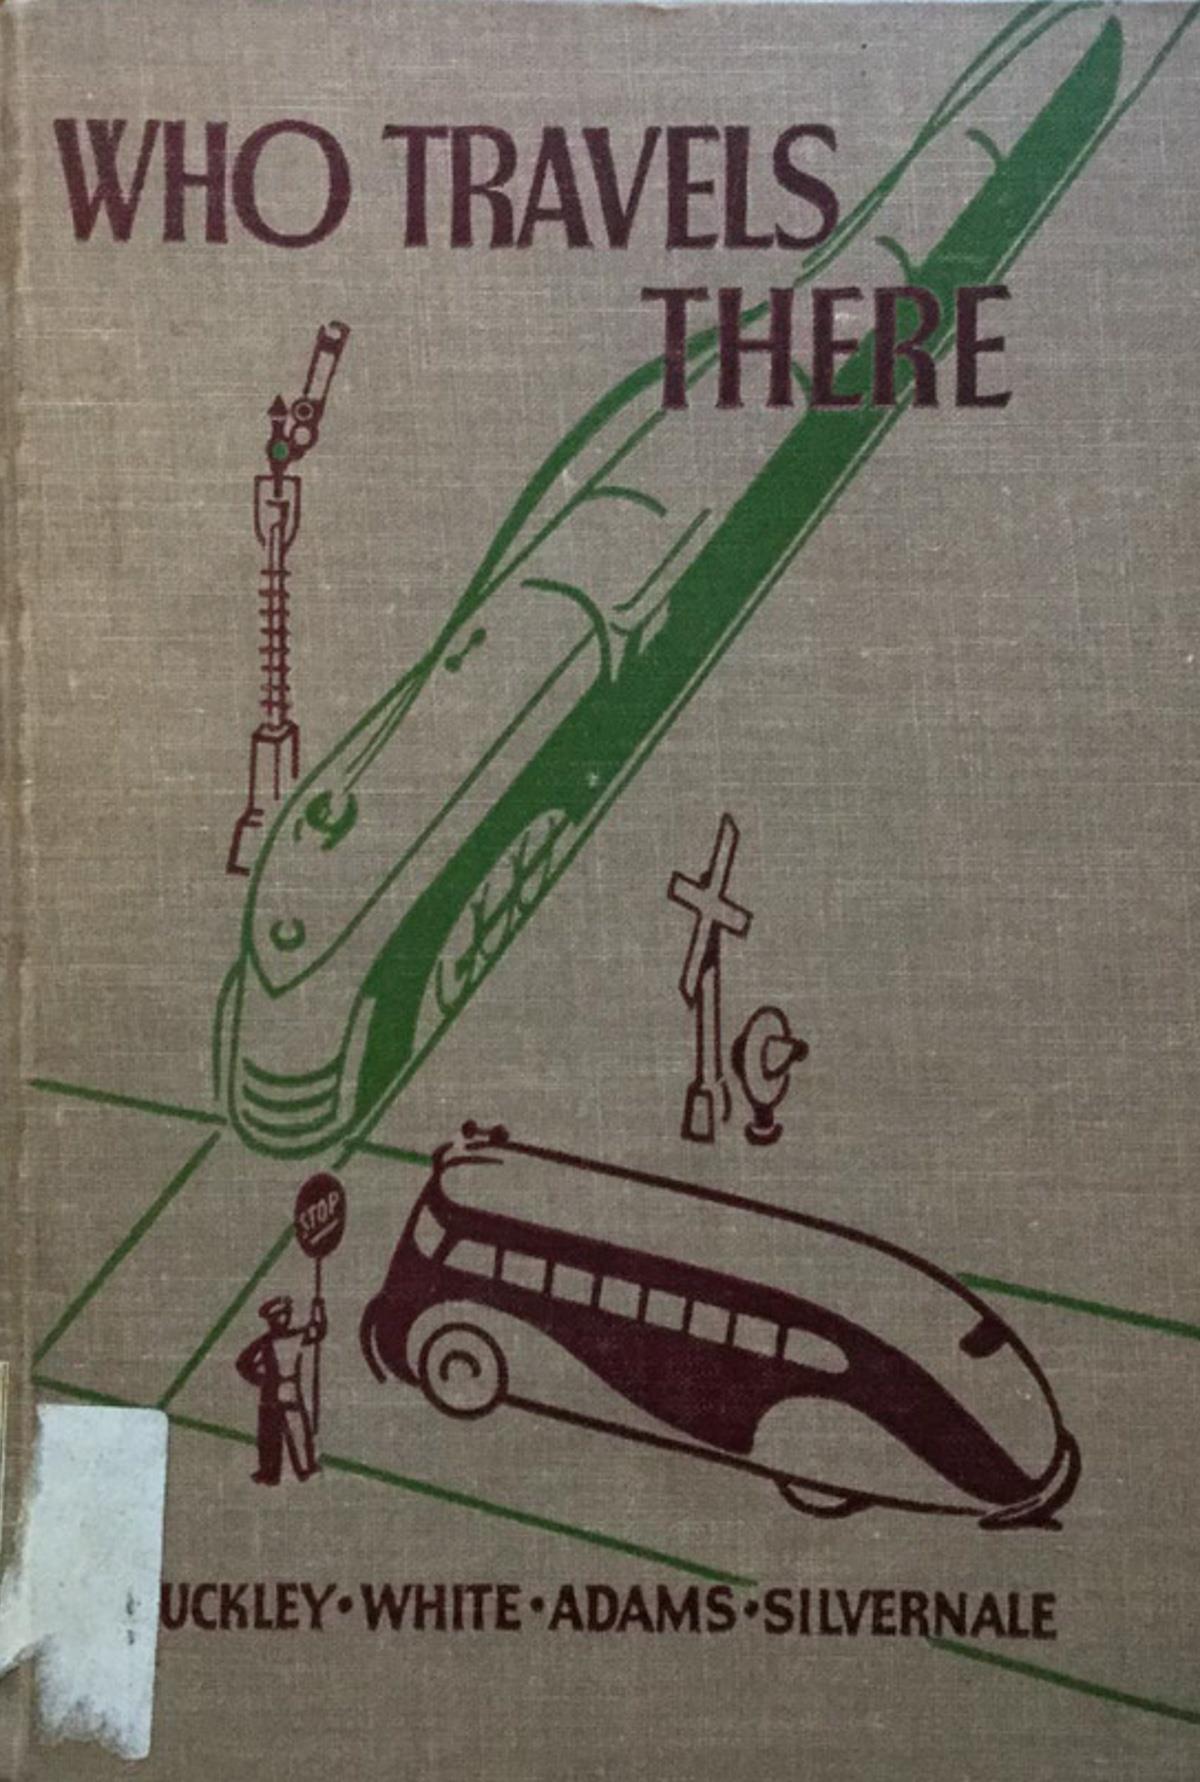 WHO TRAVELS
THERE
STOP
UCKLEY·WHITE·ADAMS·SILVERNALE